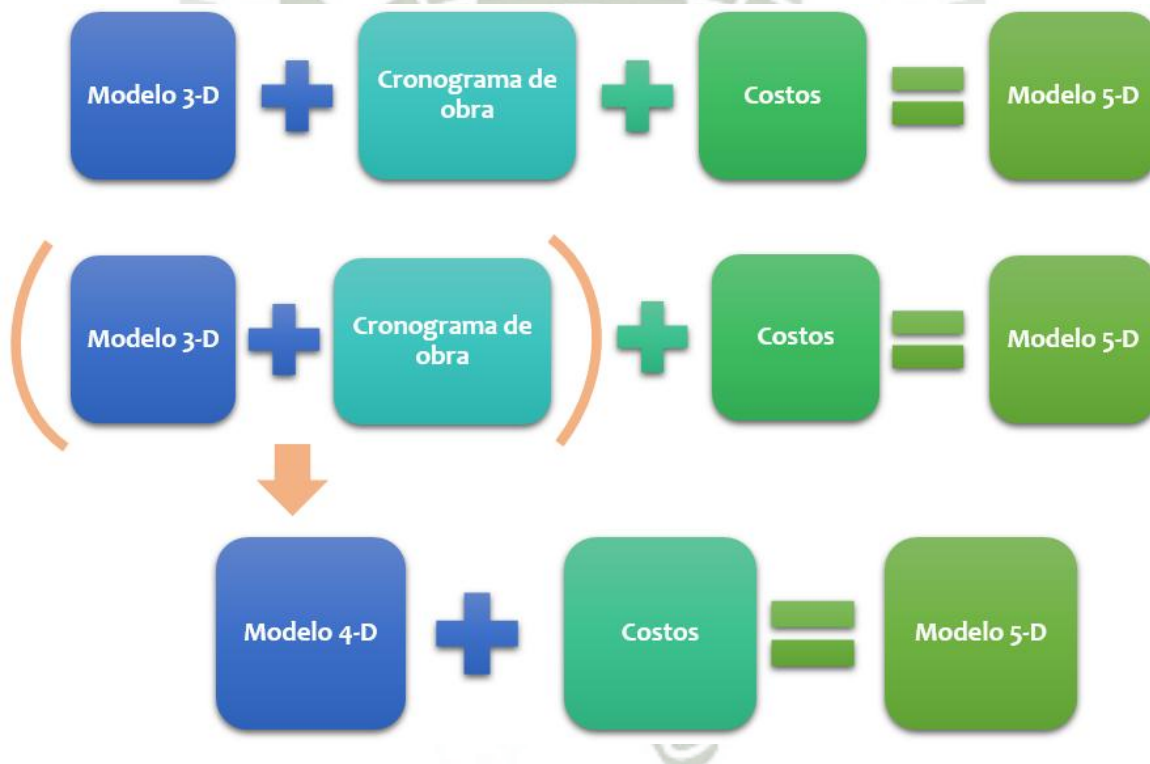 Modelo 3-D
Cronograma de
obra
Costos
Modelo 5-D
Modelo 3-D
Cronograma de
obra
Costos
Modelo 5-D
Modelo 4-D
Costos
Modelo 5-D